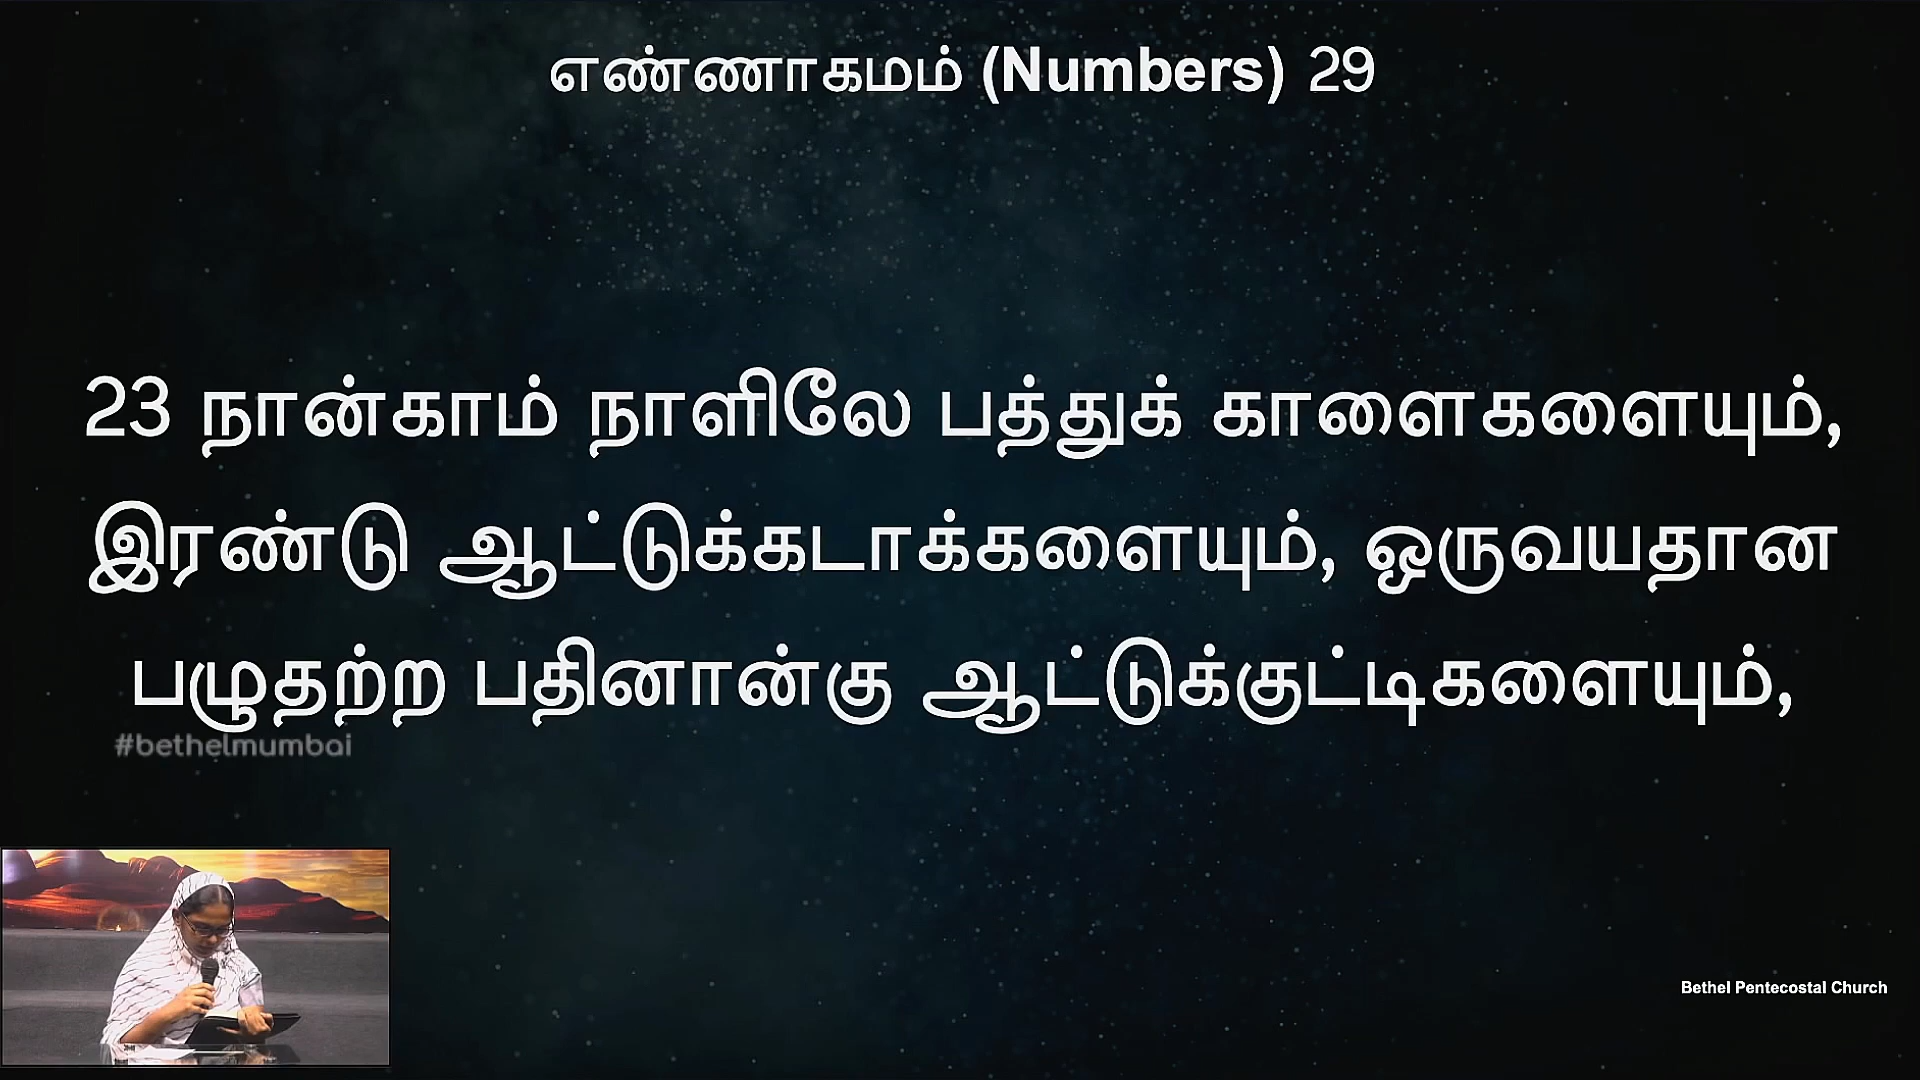 எண்ணாகமம் (Numbers) 29
23 நான்காம் நாளிலே பத்துக் காளைகளையும்,
இரண்டு ஆட்டுக்கடாக்களையும், ஒருவயதான
பழுதற்ற பதினான்கு ஆட்டுக்குட்டிகளையும்,
#bethelmumbai
Bethel Pentecostal Church